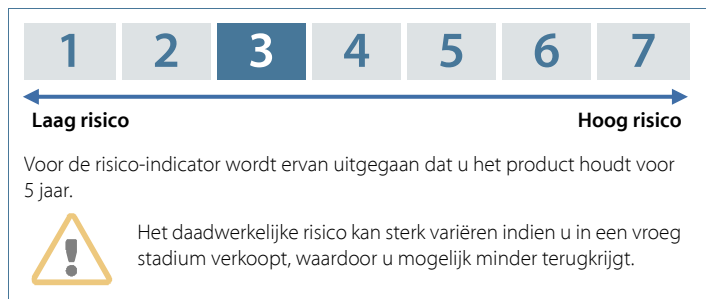 1 2 3 4 5 6 7
Laag risico Hoog risico
Voor de risico-indicator wordt ervan uitgegaan dat u het product houdt voor
5 jaar.
Het daadwerkelijke risico kan sterk variëren indien u in een vroeg
stadium verkoopt, waardoor u mogelijk minder terugkrijgt.